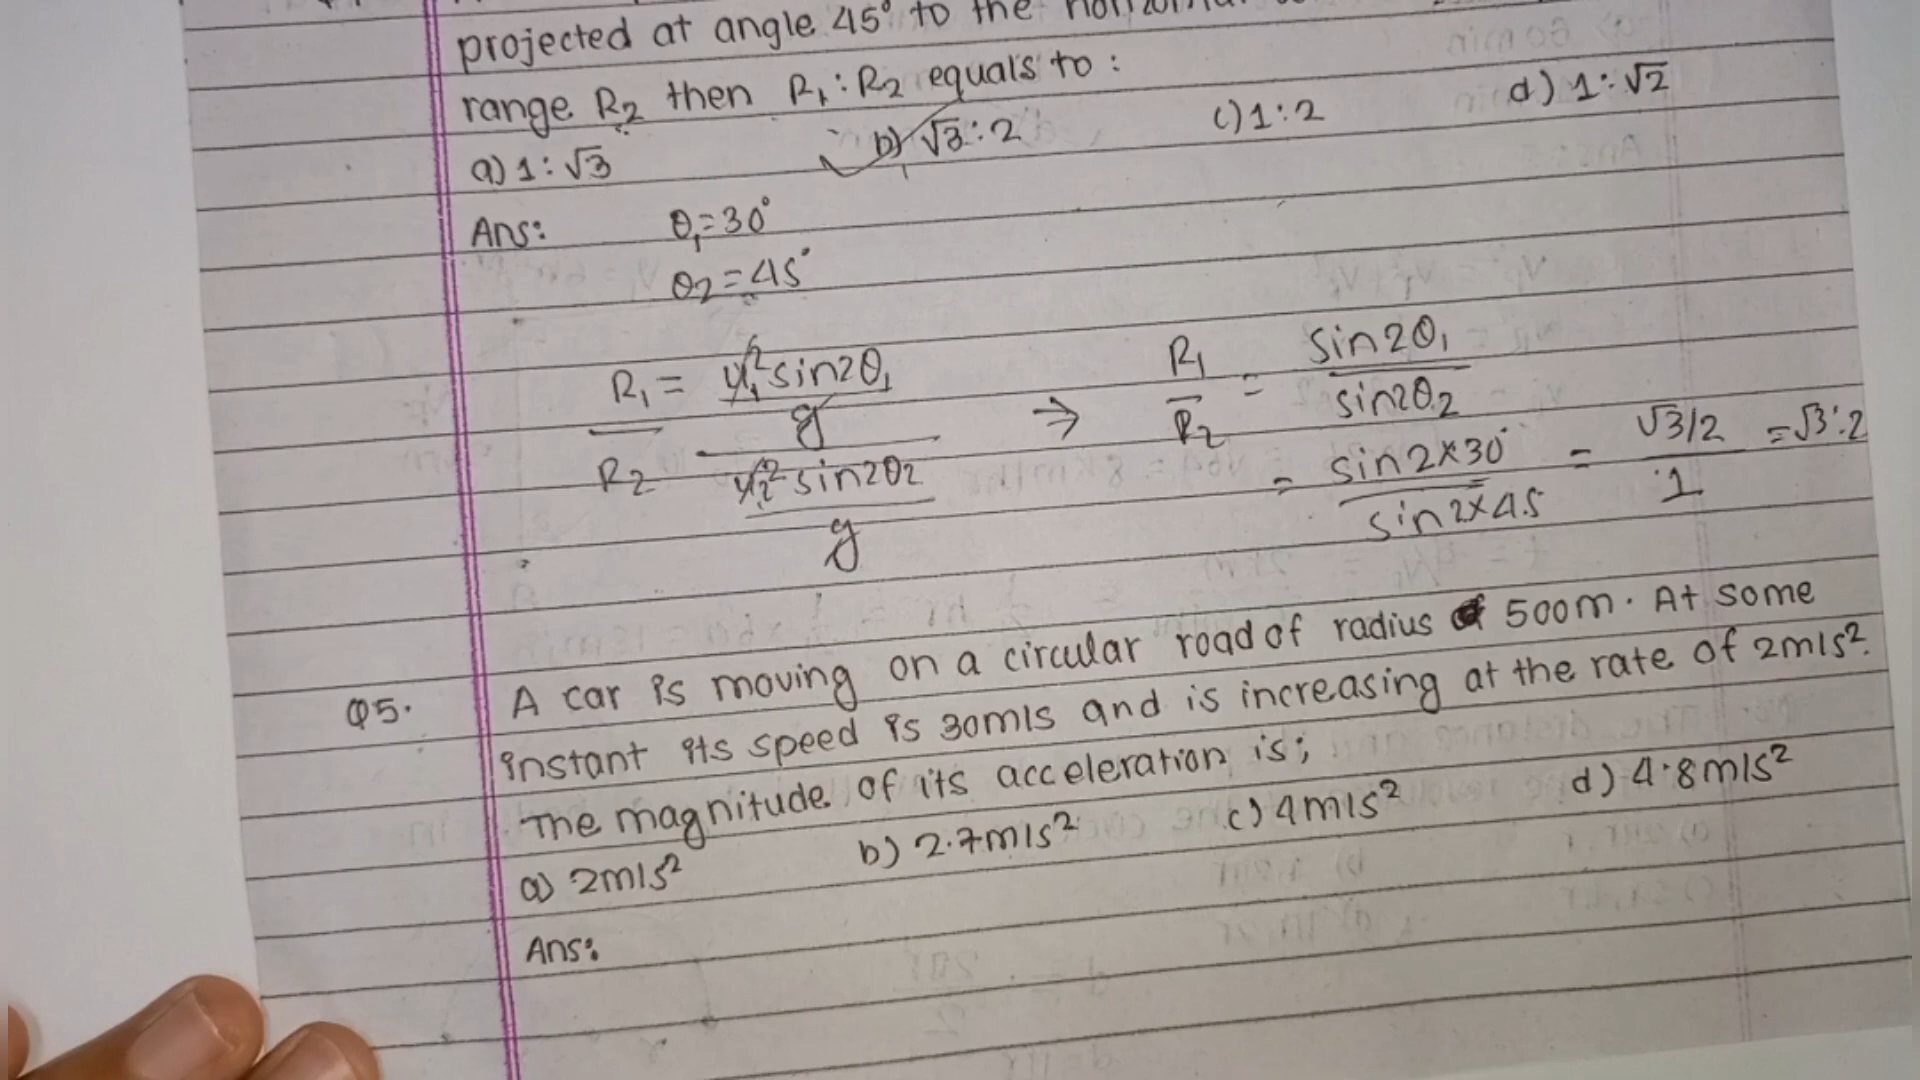 projected at angle 45° to the
range R₂ then R₁:R₂ equals to :
a) 1:√3 b) √3:2 c) 1:2 d) 1:√2
Ans: θ₁=30°
θ₂=45°
R₁ = u₁²sin2θ₁/g
R₂ u₂²sin2θ₂/g
⇒ R₁/R₂ = sin2θ₁/sin2θ₂
= sin2×30°/sin2×45 = √3/2/1 =√3:2
Q5. A car is moving on a circular road of radius 500m. At some
instant its speed is 30m/s and is increasing at the rate of 2m/s².
The magnitude of its acceleration is;
a) 2m/s² b) 2.7m/s² c) 4m/s² d) 4.8m/s²
Ans: